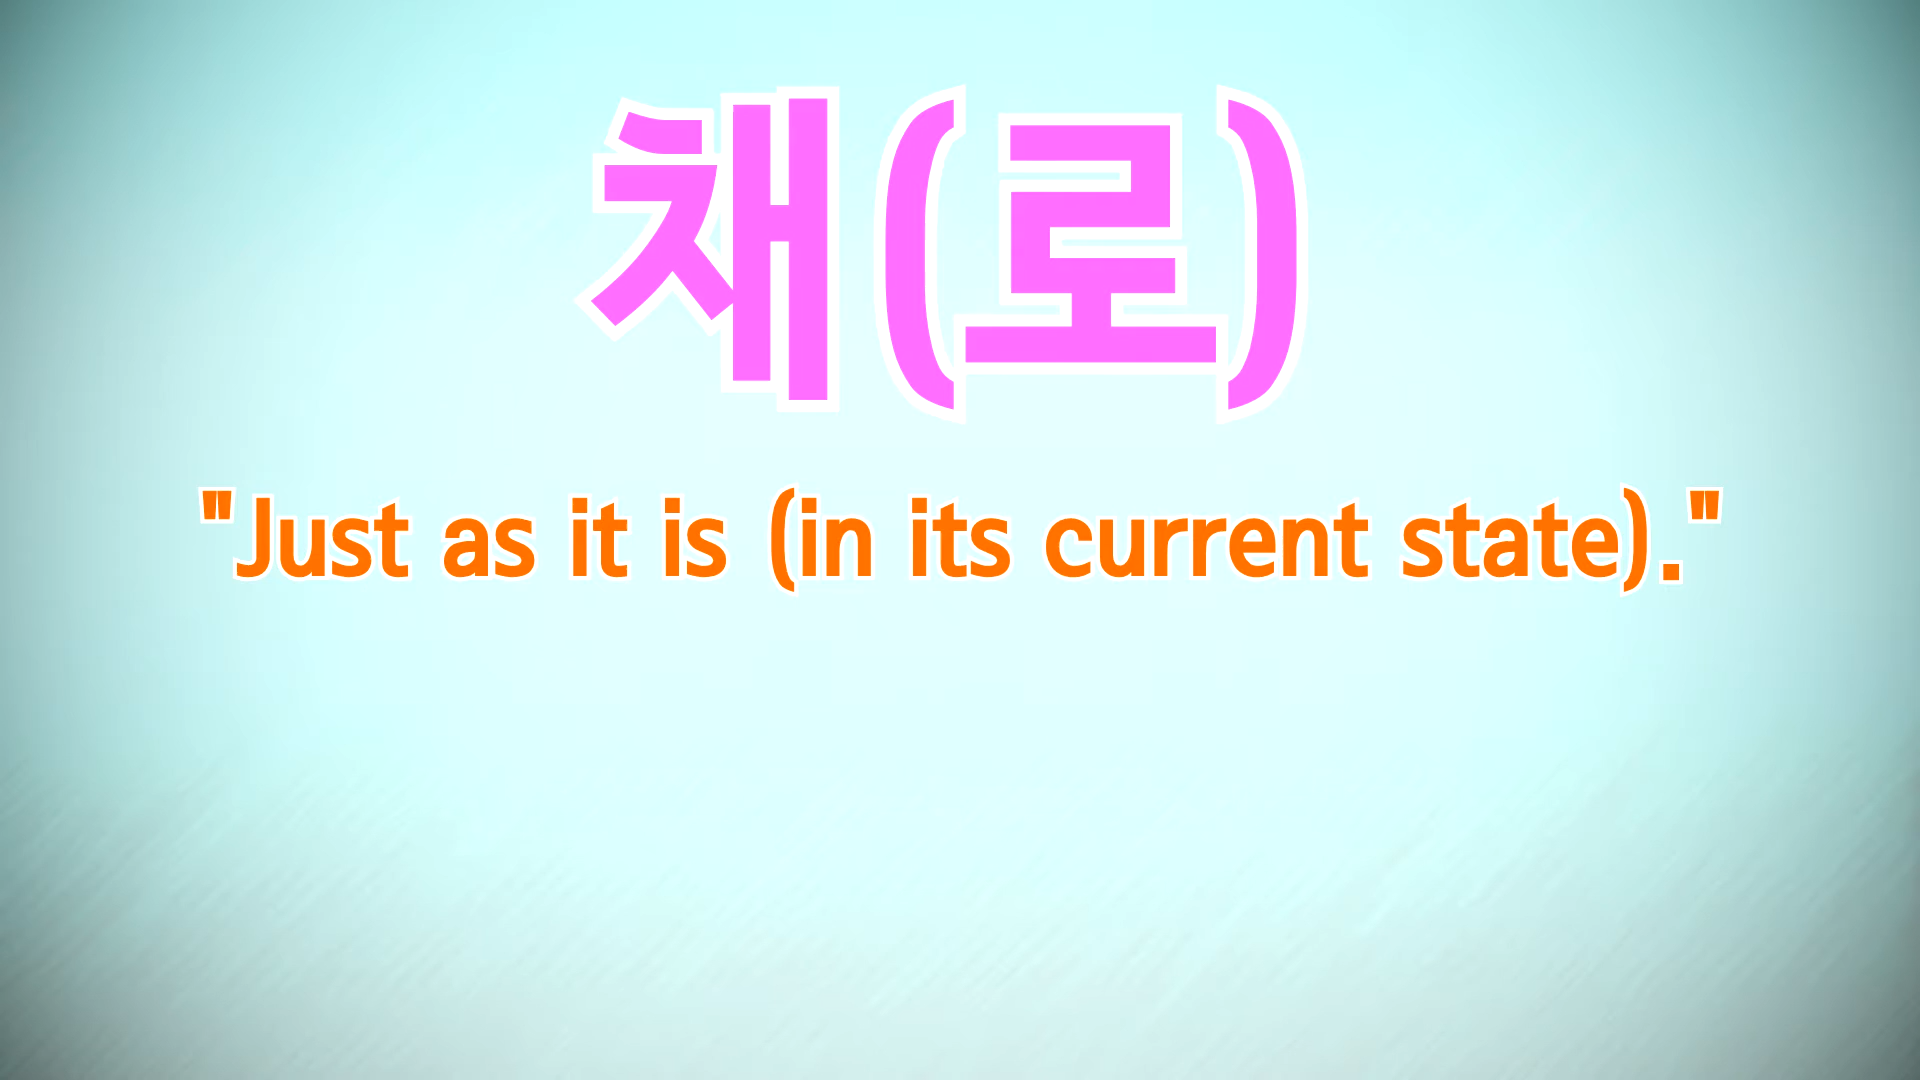 채(로)
"Just as it is (in its current state)."